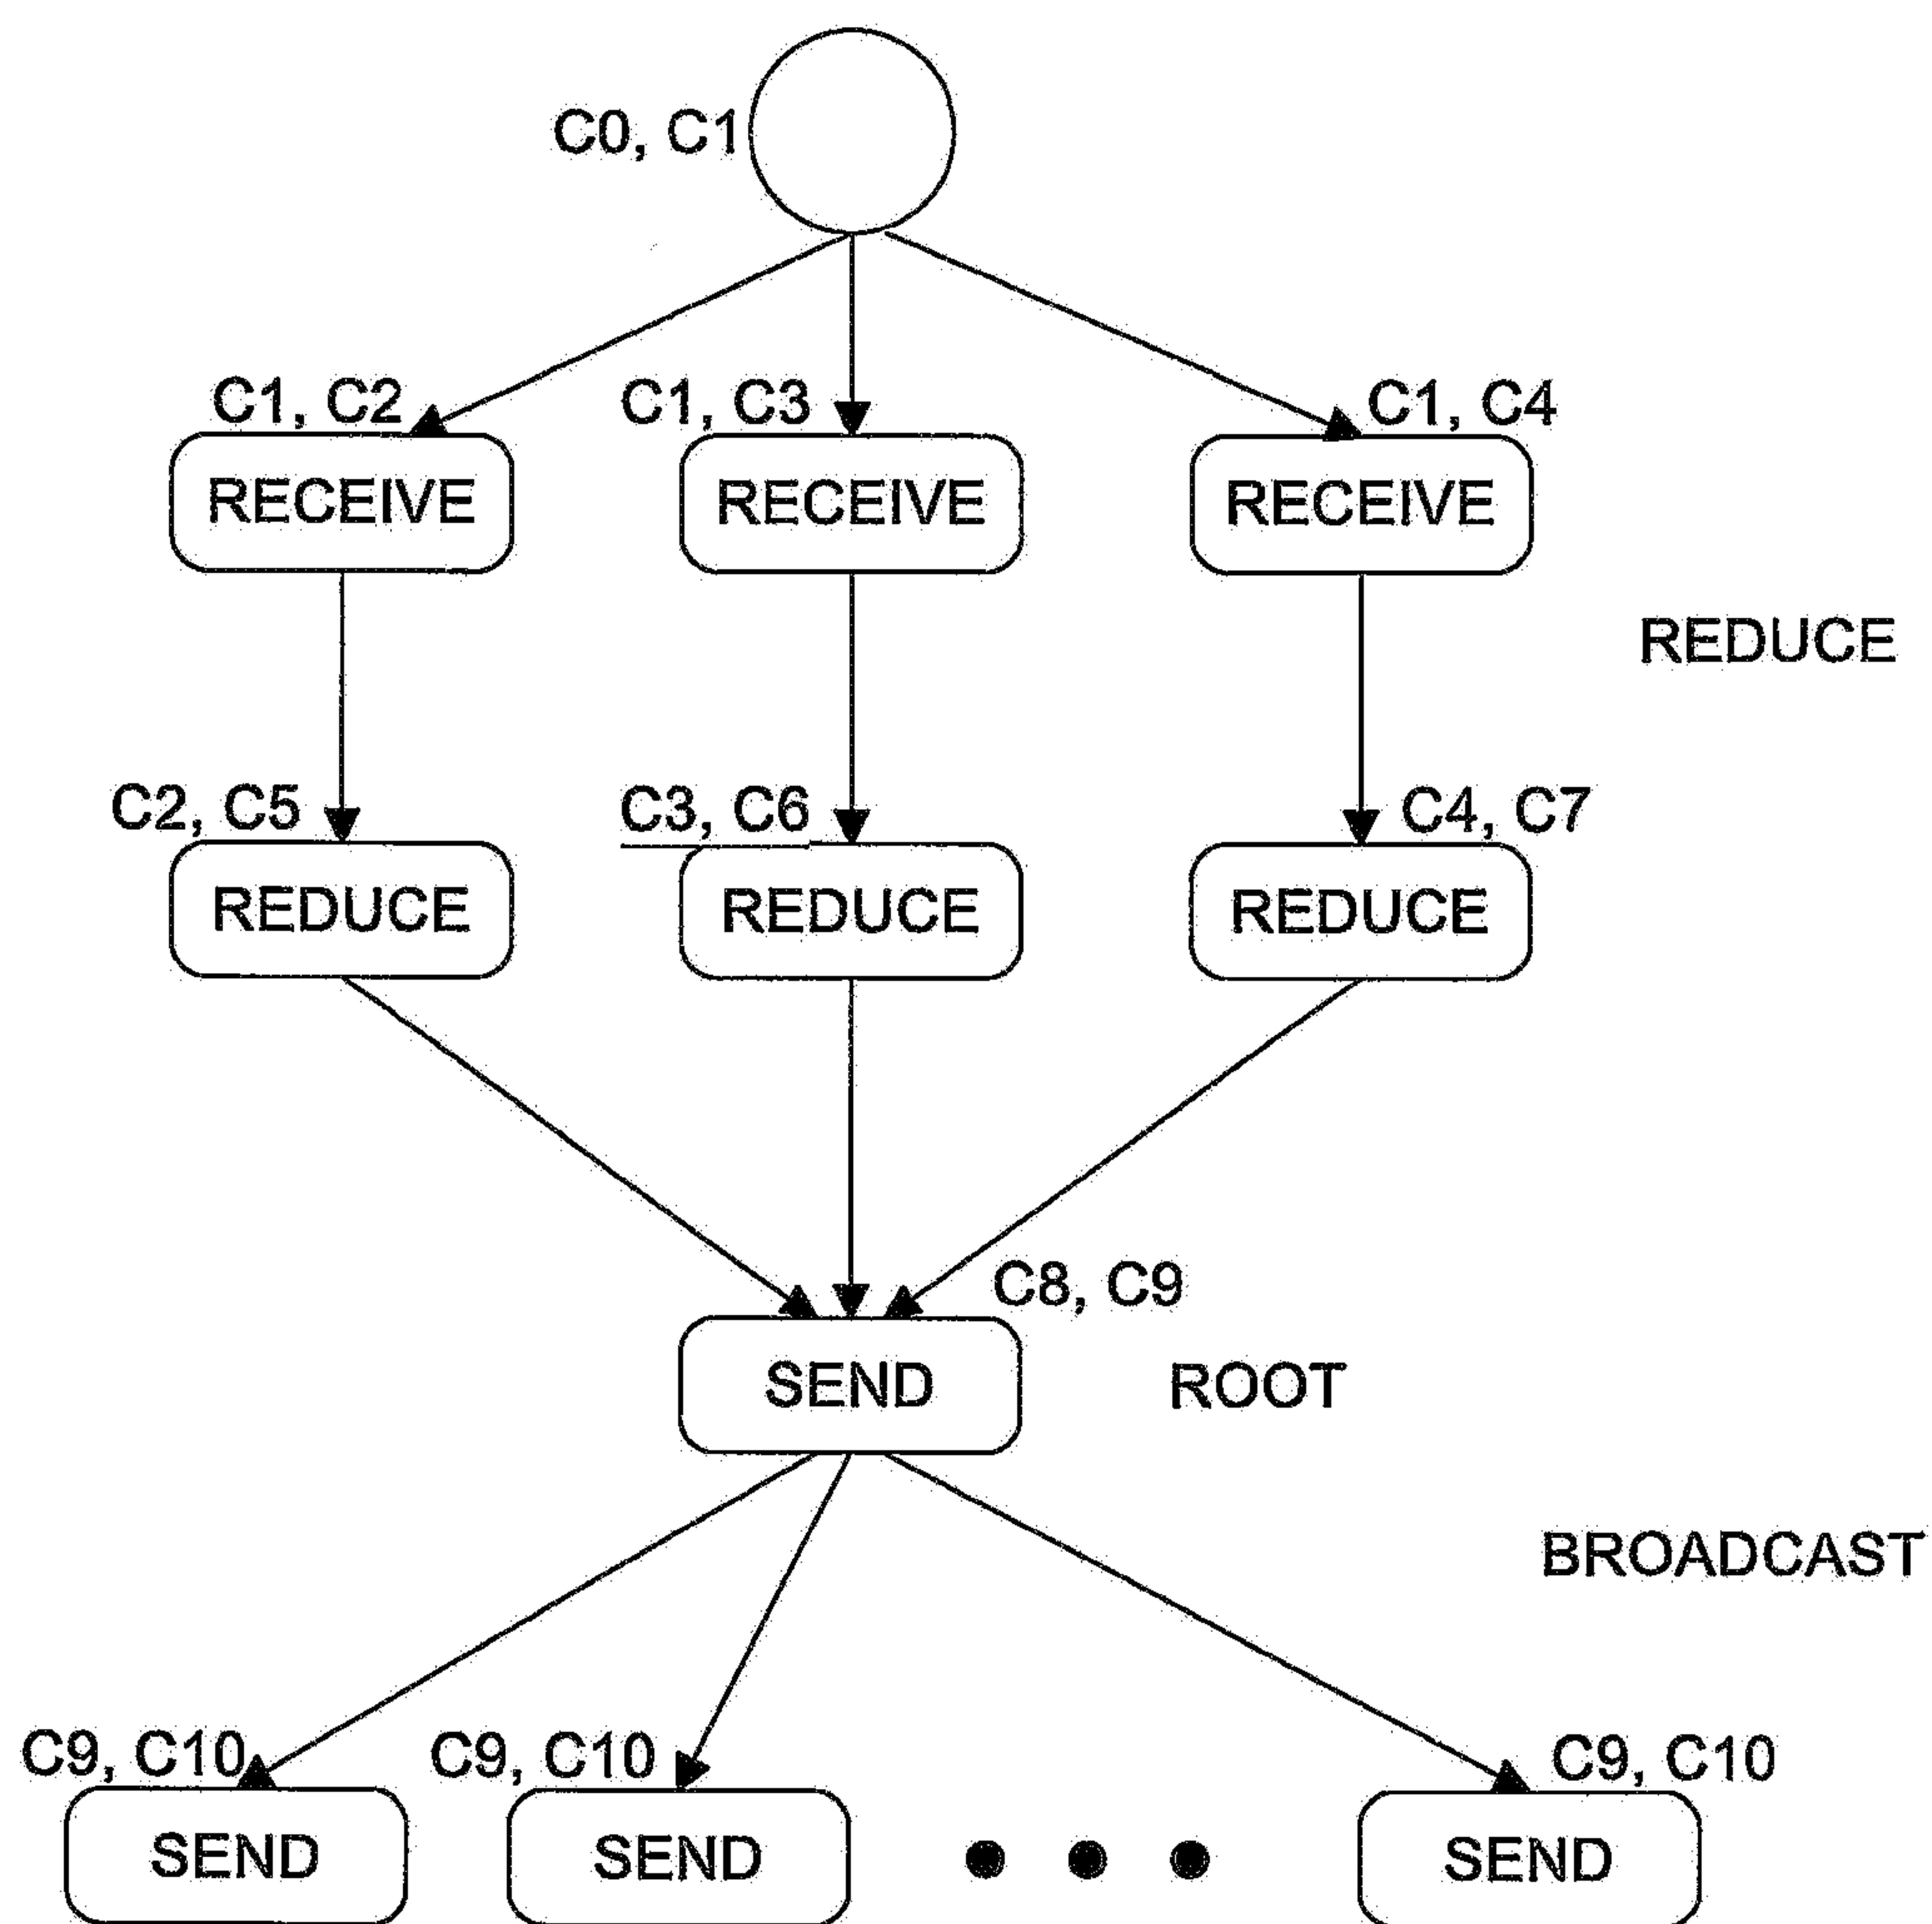 C0, C1
C1, C2
C1, C3
C1, C4
RECEIVE
RECEIVE
RECEIVE
REDUCE
C2, C5
C3, C6
C4, C7
REDUCE
REDUCE
REDUCE
C8, C9
SEND
ROOT
BROADCAST
C9, C10
C9, C10
C9, C10
SEND
SEND
SEND